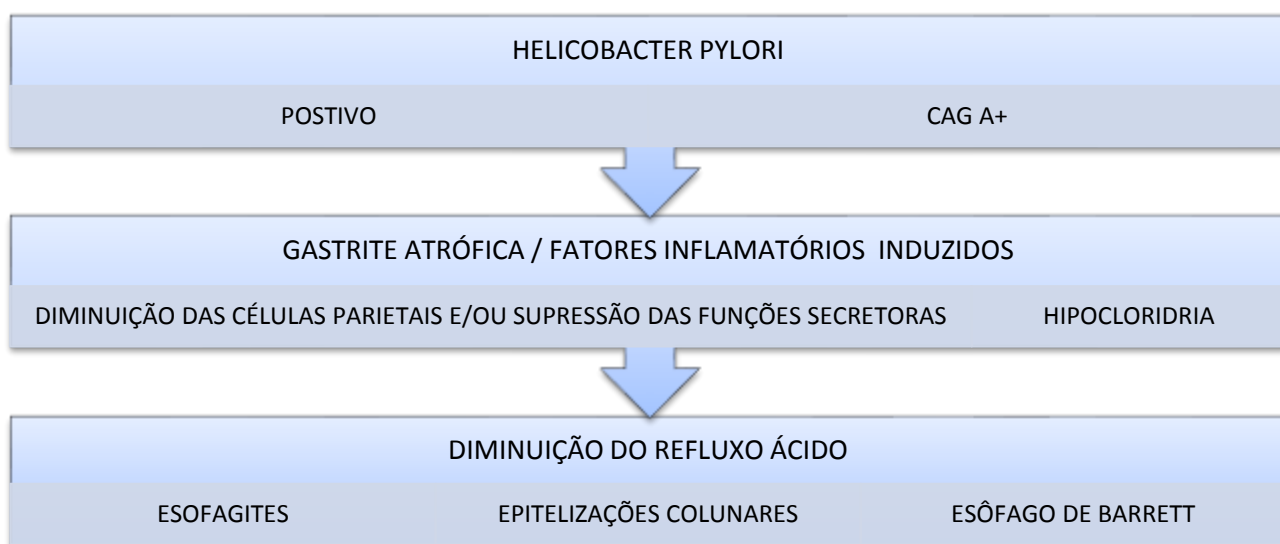 HELICOBACTER PYLORI
POSTIVO CAG A+
GASTRITE ATRÓFICA / FATORES INFLAMATÓRIOS INDUZIDOS
DIMINUIÇÃO DAS CÉLULAS PARIETAIS E/OU SUPRESSÃO DAS FUNÇÕES SECRETORAS HIPOCLORIDRIA
DIMINUIÇÃO DO REFLUXO ÁCIDO
ESOFAGITES EPITELIZAÇÕES COLUNARES ESÔFAGO DE BARRETT